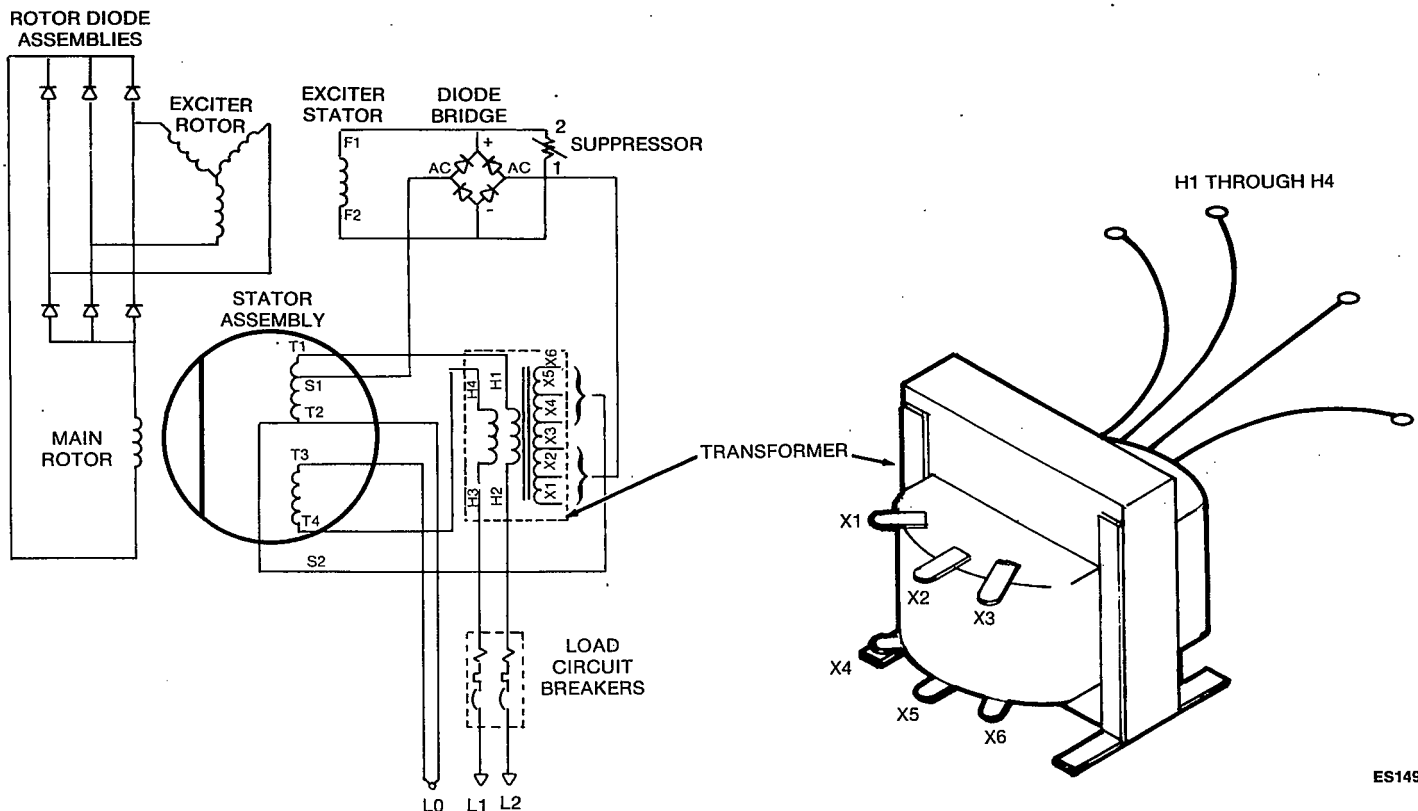 ROTOR DIODE
ASSEMBLIES
EXCITER
ROTOR
EXCITER
STATOR
DIODE
BRIDGE
F1
F2
+
AC
AC
-
2
1
SUPPRESSOR
STATOR
ASSEMBLY
T1
S1
T2
T3
T4
S2
MAIN
ROTOR
H4
H1
H3
H2
X6
X5
X4
X3
X2
X1
TRANSFORMER
LOAD
CIRCUIT
BREAKERS
L0
L1
L2
H1 THROUGH H4
X1
X2
X3
X4
X5
X6
ES149